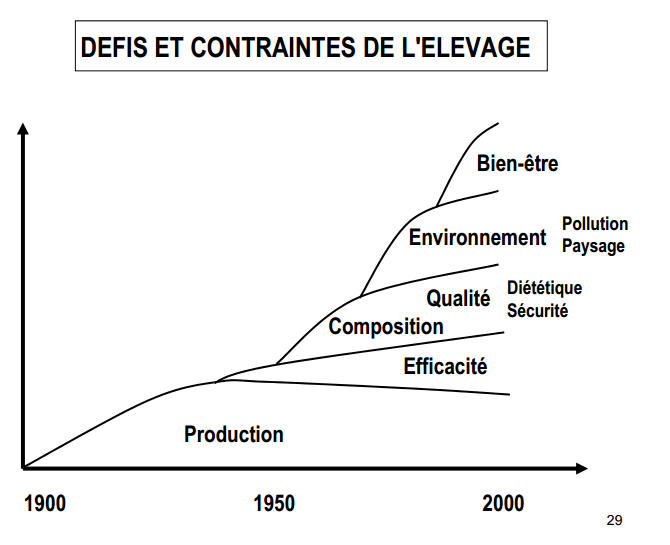 DEFIS ET CONTRAINTES DE L'ELEVAGE
Bien-être
Environnement
Pollution
Paysage
Qualité
Diététique
Sécurité
Composition
Efficacité
Production
1900
1950
2000
29